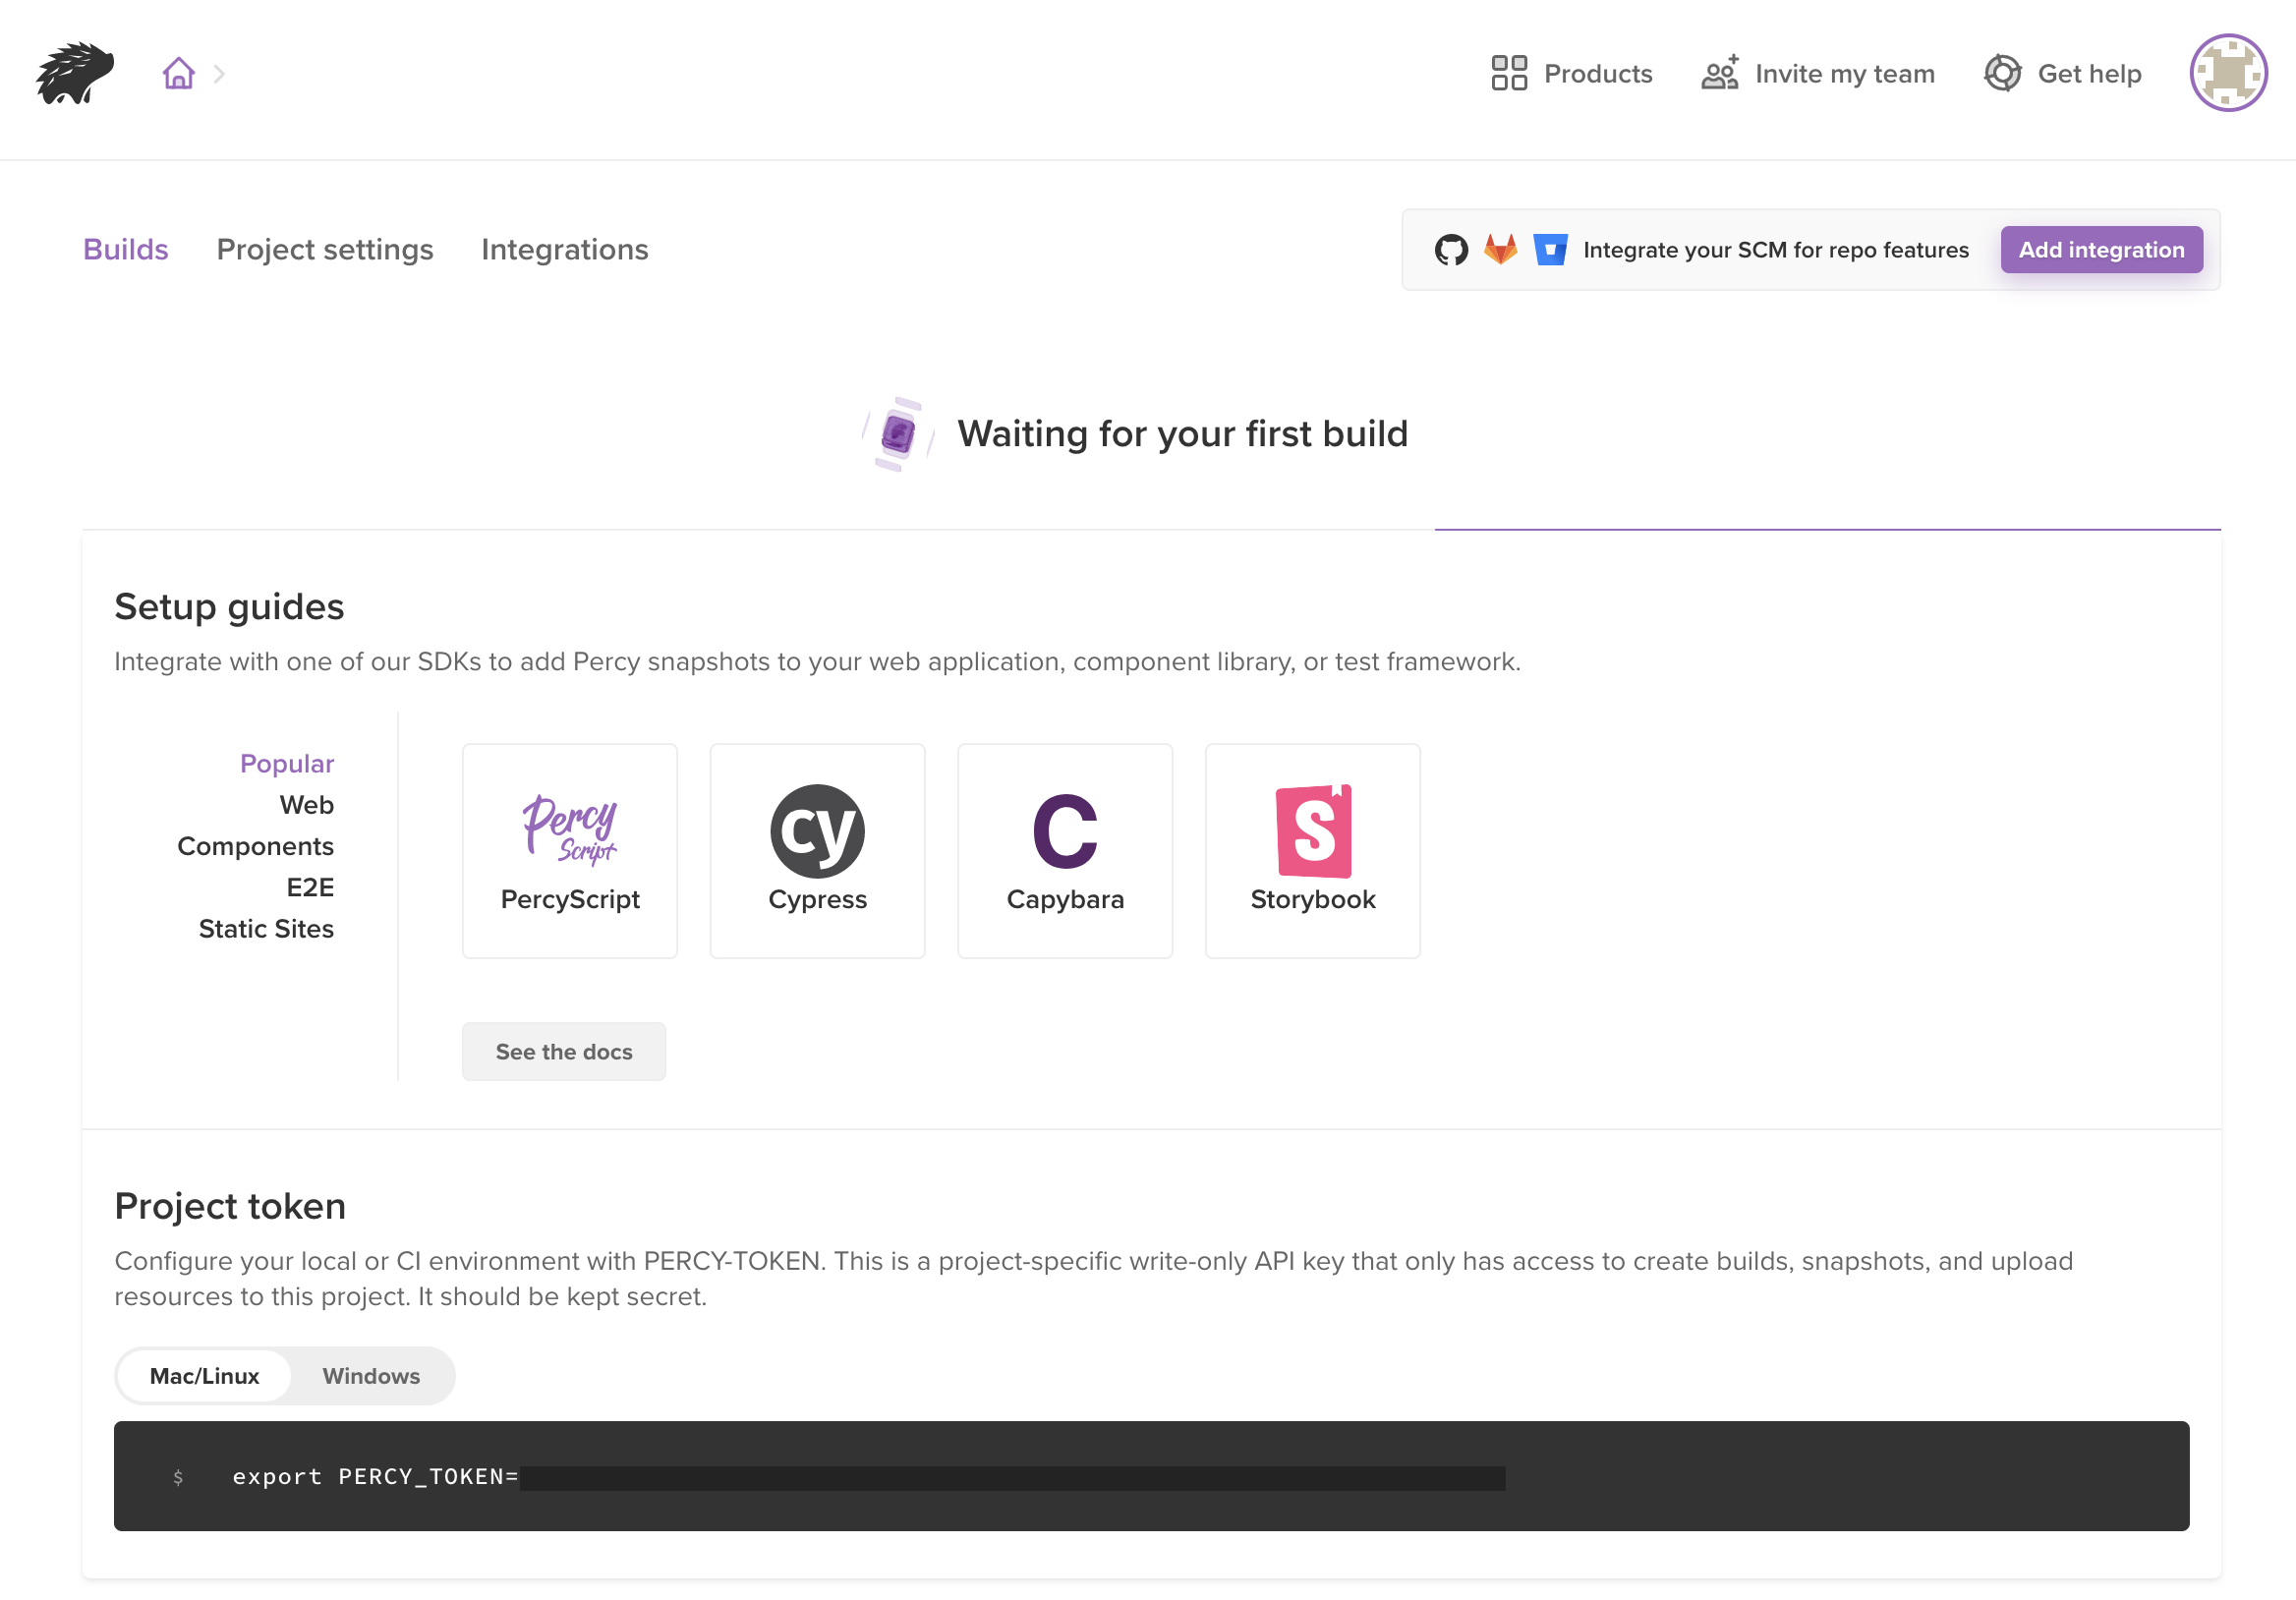 Products
Invite my team
Get help
Builds
Project settings
Integrations
Integrate your SCM for repo features
Add integration
Waiting for your first build
Setup guides
Integrate with one of our SDKs to add Percy snapshots to your web application, component library, or test framework.
Popular
Web
Components
E2E
Static Sites
Percy
Script
PercyScript
cy
Cypress
C
Capybara
S
Storybook
See the docs
Project token
Configure your local or CI environment with PERCY-TOKEN. This is a project-specific write-only API key that only has access to create builds, snapshots, and upload
resources to this project. It should be kept secret.
Mac/Linux
Windows
$ export PERCY_TOKEN=